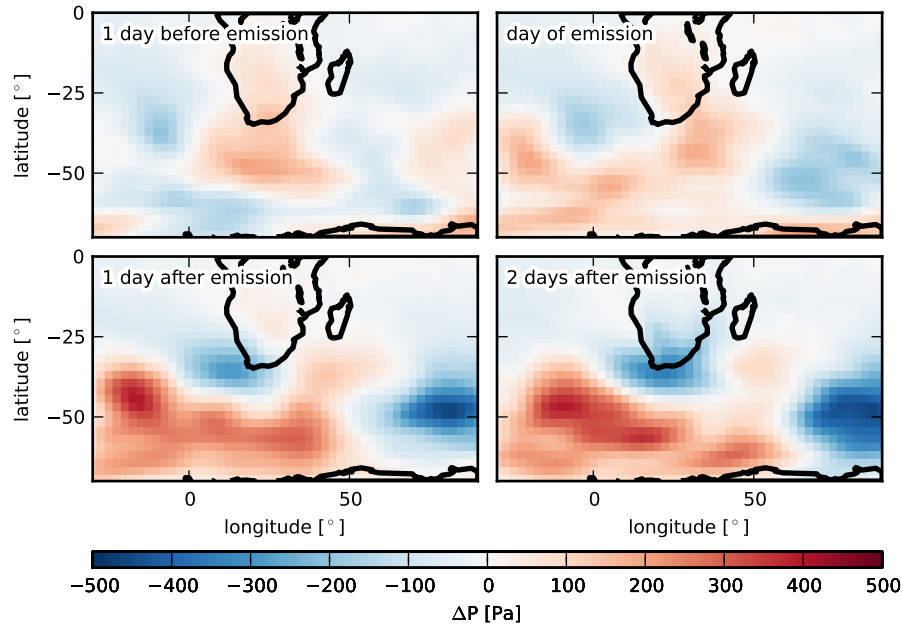 0
1 day before emission
day of emission
−25
−50
latitude [°]
0
1 day after emission
2 days after emission
−25
−50
latitude [°]
0 50 0 50
longitude [°] longitude [°]
−500 −400 −300 −200 −100 0 100 200 300 400 500
ΔP [Pa]